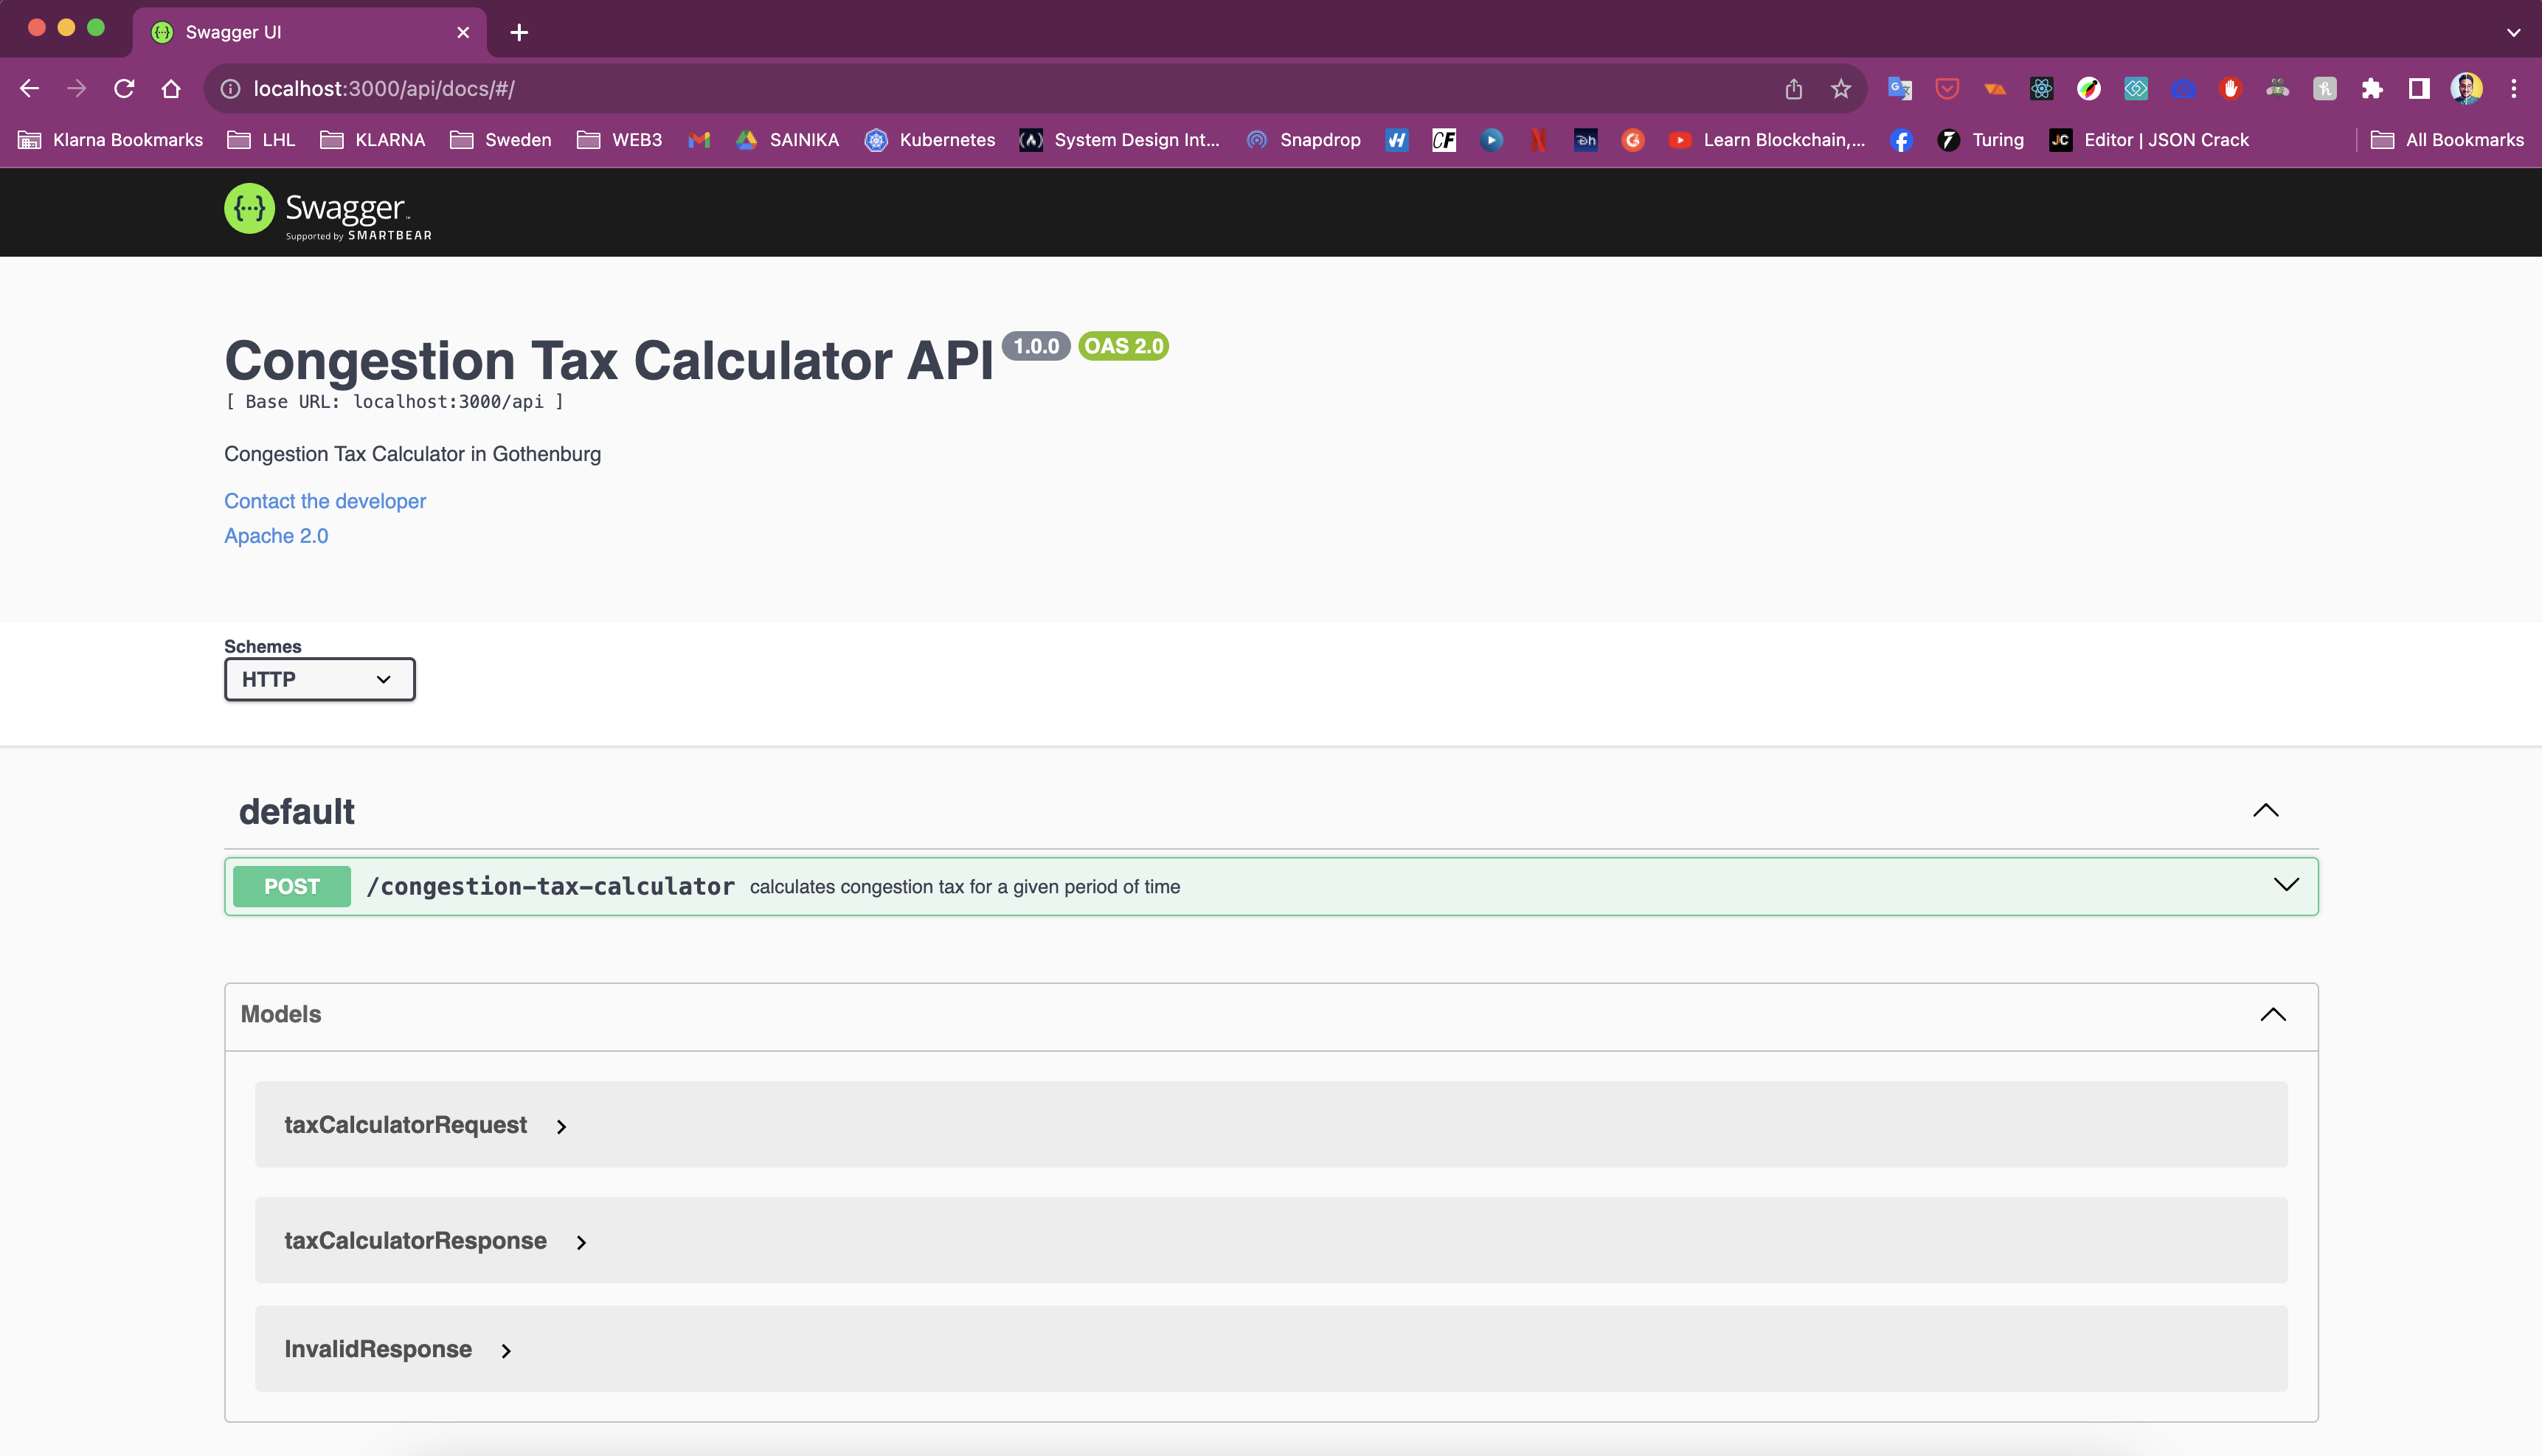 Swagger UI
localhost:3000/api/docs/#/
Klarna Bookmarks LHL KLARNA Sweden WEB3 SAINIKA Kubernetes System Design Int... Snapdrop CF Learn Blockchain,... Turing JC Editor | JSON Crack All Bookmarks
Swagger
Supported by SMARTBEAR
Congestion Tax Calculator API 1.0.0 OAS 2.0
[ Base URL: localhost:3000/api ]
Congestion Tax Calculator in Gothenburg
Contact the developer
Apache 2.0
Schemes
HTTP
default
POST /congestion-tax-calculator calculates congestion tax for a given period of time
Models
taxCalculatorRequest
taxCalculatorResponse
InvalidResponse